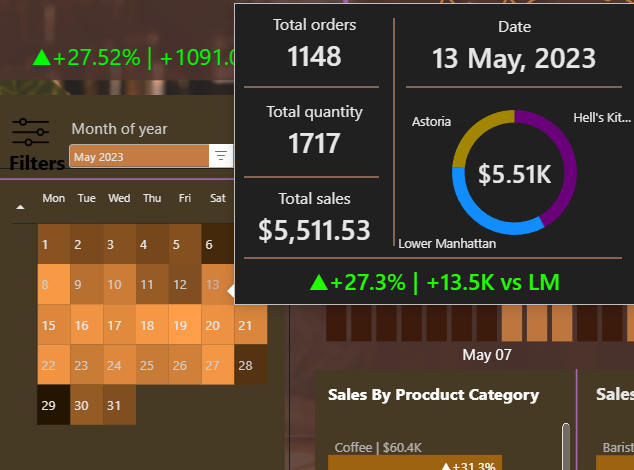 ▲+27.52% | +1091.0
Total orders
1148
Date
13 May, 2023
Total quantity
1717
Total sales
$5,511.53
Astoria
Hell's Kit...
$5.51K
Lower Manhattan
▲+27.3% | +13.5K vs LM
Filters
Month of year
May 2023
Mon Tue Wed Thu Fri Sat
1 2 3 4 5 6
8 9 10 11 12 13
15 16 17 18 19 20 21
22 23 24 25 26 27 28
29 30 31
May 07
Sales By Procduct Category
Coffee | $60.4K
▲+31.3%
Sales
Barist